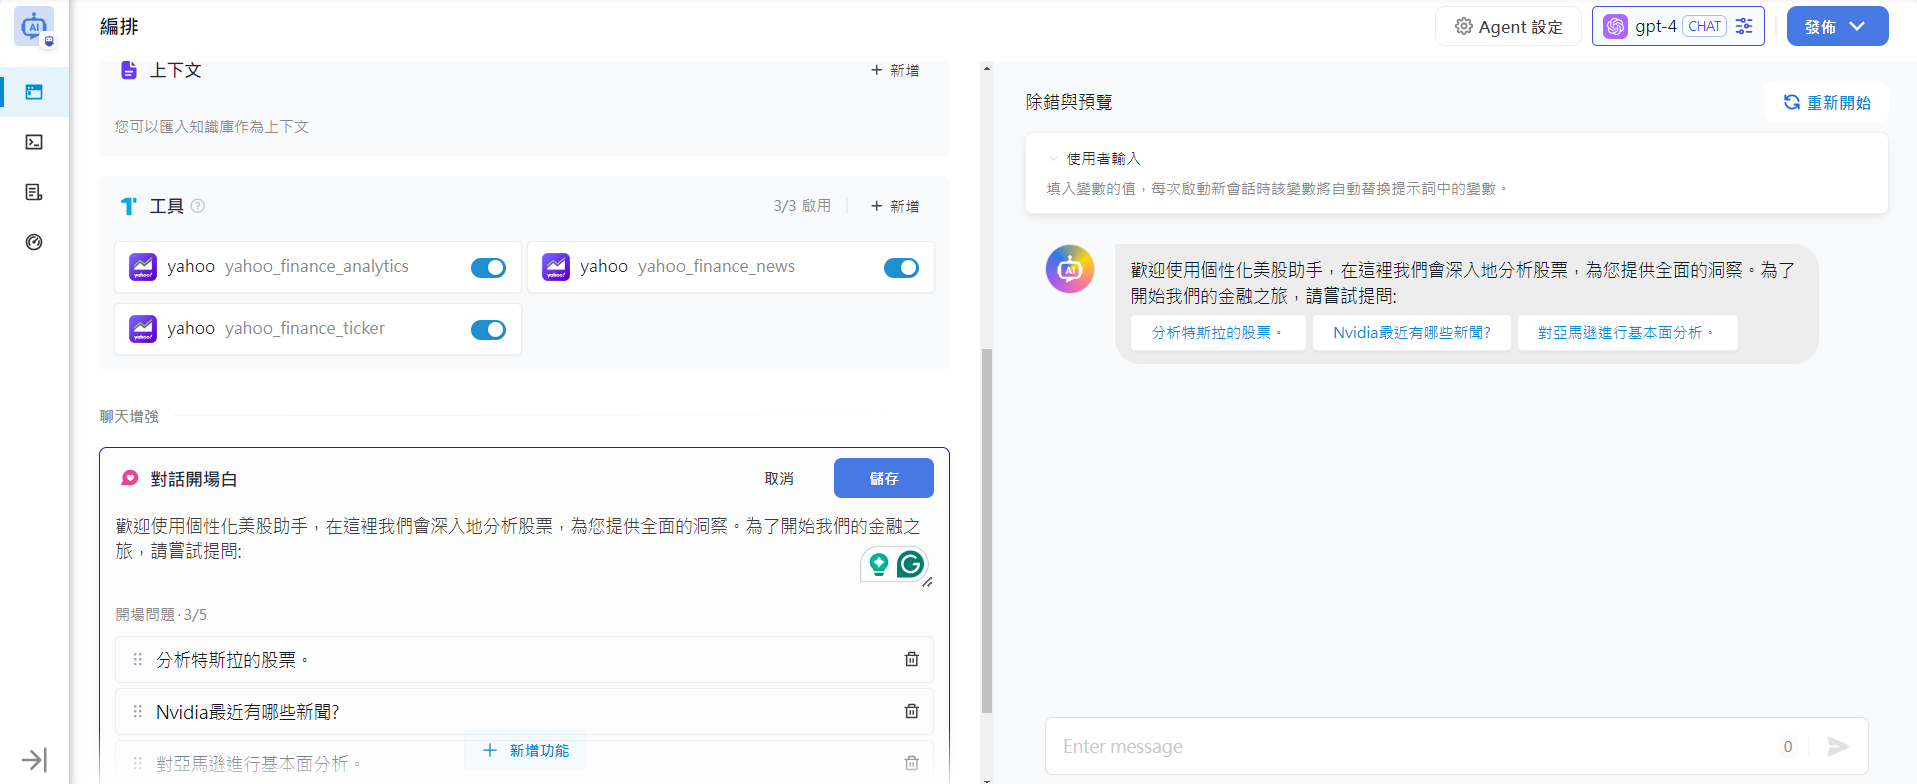 編排
Agent 設定
gpt-4 CHAT
發佈
上下文
+ 新增
您可以匯入知識庫作為上下文
工具
3/3 啟用
+ 新增
yahoo yahoo_finance_analytics
yahoo yahoo_finance_news
yahoo yahoo_finance_ticker
聊天增強
對話開場白
取消
儲存
歡迎使用個性化美股助手，在這裡我們會深入地分析股票，為您提供全面的洞察。為了開始我們的金融之
旅，請嘗試提問:
開場問題·3/5
分析特斯拉的股票。
Nvidia最近有哪些新聞?
對亞馬遜進行基本面分析。
+ 新增功能
除錯與預覽
重新開始
使用者輸入
填入變數的值，每次啟動新會話時該變數將自動替換提示詞中的變數。
歡迎使用個性化美股助手，在這裡我們會深入地分析股票，為您提供全面的洞察。為了
開始我們的金融之旅，請嘗試提問:
分析特斯拉的股票。
Nvidia最近有哪些新聞?
對亞馬遜進行基本面分析。
Enter message
0